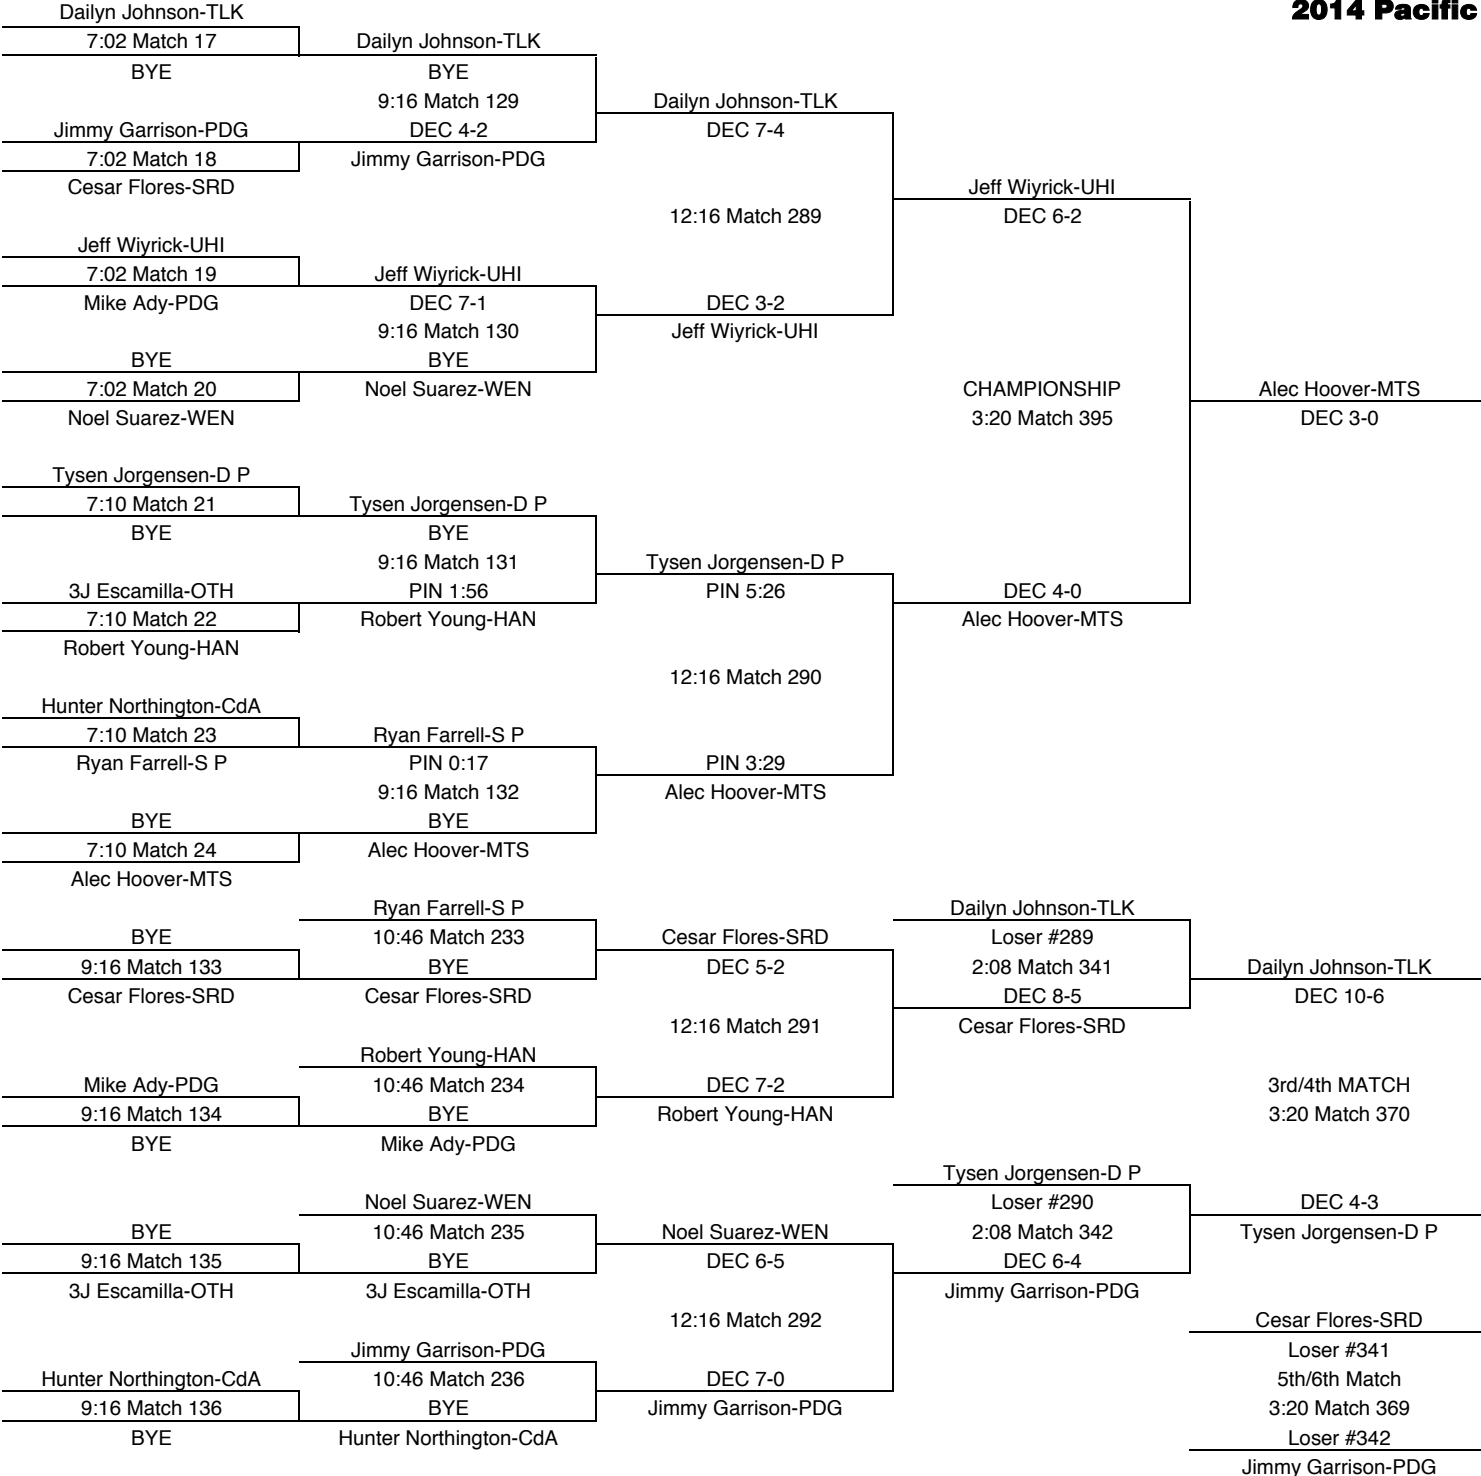 2014 Pacific
Dailyn Johnson-TLK
7:02 Match 17
BYE
Jimmy Garrison-PDG
7:02 Match 18
Cesar Flores-SRD
Jeff Wiyrick-UHI
7:02 Match 19
Mike Ady-PDG
BYE
7:02 Match 20
Noel Suarez-WEN
Tysen Jorgensen-D P
7:10 Match 21
BYE
3J Escamilla-OTH
7:10 Match 22
Robert Young-HAN
Hunter Northington-CdA
7:10 Match 23
Ryan Farrell-S P
BYE
7:10 Match 24
Alec Hoover-MTS
Dailyn Johnson-TLK
BYE
9:16 Match 129
DEC 4-2
Jimmy Garrison-PDG
Jeff Wiyrick-UHI
DEC 7-1
9:16 Match 130
BYE
Noel Suarez-WEN
Tysen Jorgensen-D P
BYE
9:16 Match 131
PIN 1:56
Robert Young-HAN
Ryan Farrell-S P
PIN 0:17
9:16 Match 132
BYE
Alec Hoover-MTS
Dailyn Johnson-TLK
DEC 7-4
12:16 Match 289
DEC 3-2
Jeff Wiyrick-UHI
Tysen Jorgensen-D P
PIN 5:26
12:16 Match 290
PIN 3:29
Alec Hoover-MTS
Jeff Wiyrick-UHI
DEC 6-2
CHAMPIONSHIP
3:20 Match 395
DEC 4-0
Alec Hoover-MTS
Alec Hoover-MTS
DEC 3-0
BYE
9:16 Match 133
Cesar Flores-SRD
Mike Ady-PDG
9:16 Match 134
BYE
BYE
9:16 Match 135
3J Escamilla-OTH
Hunter Northington-CdA
9:16 Match 136
BYE
Ryan Farrell-S P
10:46 Match 233
BYE
Cesar Flores-SRD
Robert Young-HAN
10:46 Match 234
BYE
Mike Ady-PDG
Noel Suarez-WEN
10:46 Match 235
BYE
3J Escamilla-OTH
Jimmy Garrison-PDG
10:46 Match 236
BYE
Hunter Northington-CdA
Cesar Flores-SRD
DEC 5-2
12:16 Match 291
DEC 7-2
Robert Young-HAN
Noel Suarez-WEN
DEC 6-5
12:16 Match 292
DEC 7-0
Jimmy Garrison-PDG
Dailyn Johnson-TLK
Loser #289
2:08 Match 341
DEC 8-5
Cesar Flores-SRD
Tysen Jorgensen-D P
Loser #290
2:08 Match 342
DEC 6-4
Jimmy Garrison-PDG
Dailyn Johnson-TLK
DEC 10-6
3rd/4th MATCH
3:20 Match 370
DEC 4-3
Tysen Jorgensen-D P
Cesar Flores-SRD
Loser #341
5th/6th Match
3:20 Match 369
Loser #342
Jimmy Garrison-PDG